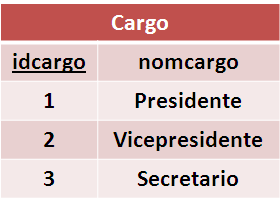 Cargo
idcargo nomcargo
1 Presidente
2 Vicepresidente
3 Secretario